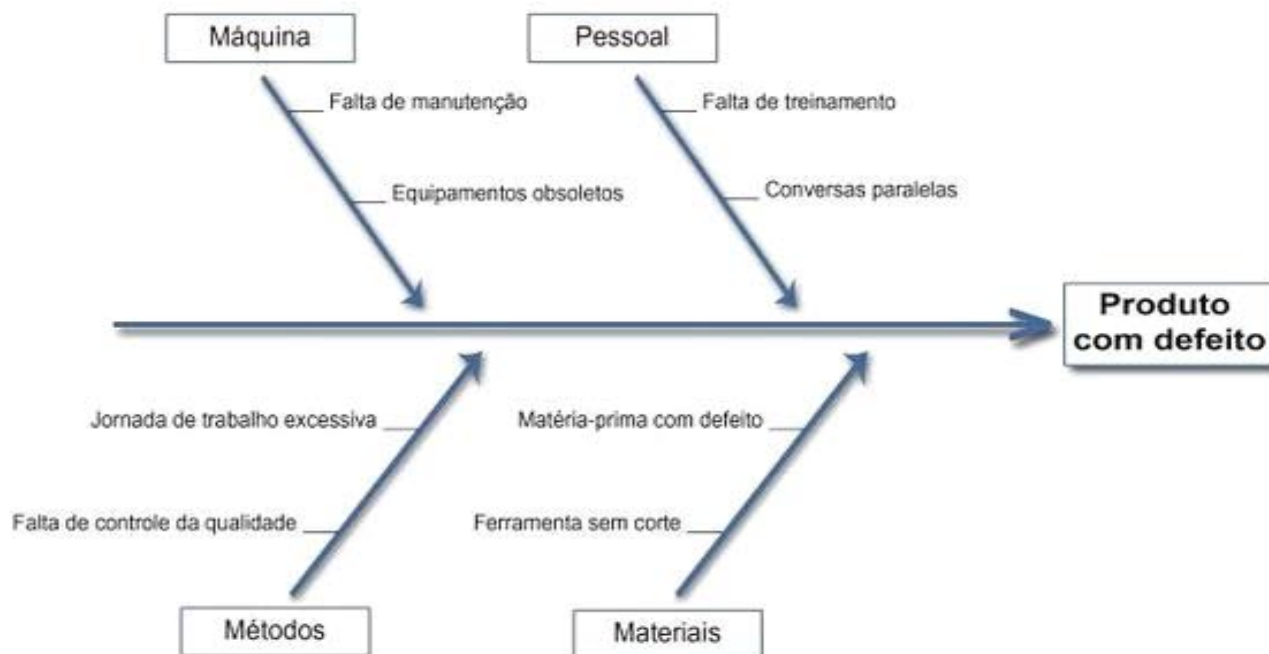 Máquina
Pessoal
Falta de manutenção
Falta de treinamento
Equipamentos obsoletos
Conversas paralelas
Produto
com defeito
Jornada de trabalho excessiva
Matéria-prima com defeito
Falta de controle da qualidade
Ferramenta sem corte
Métodos
Materiais